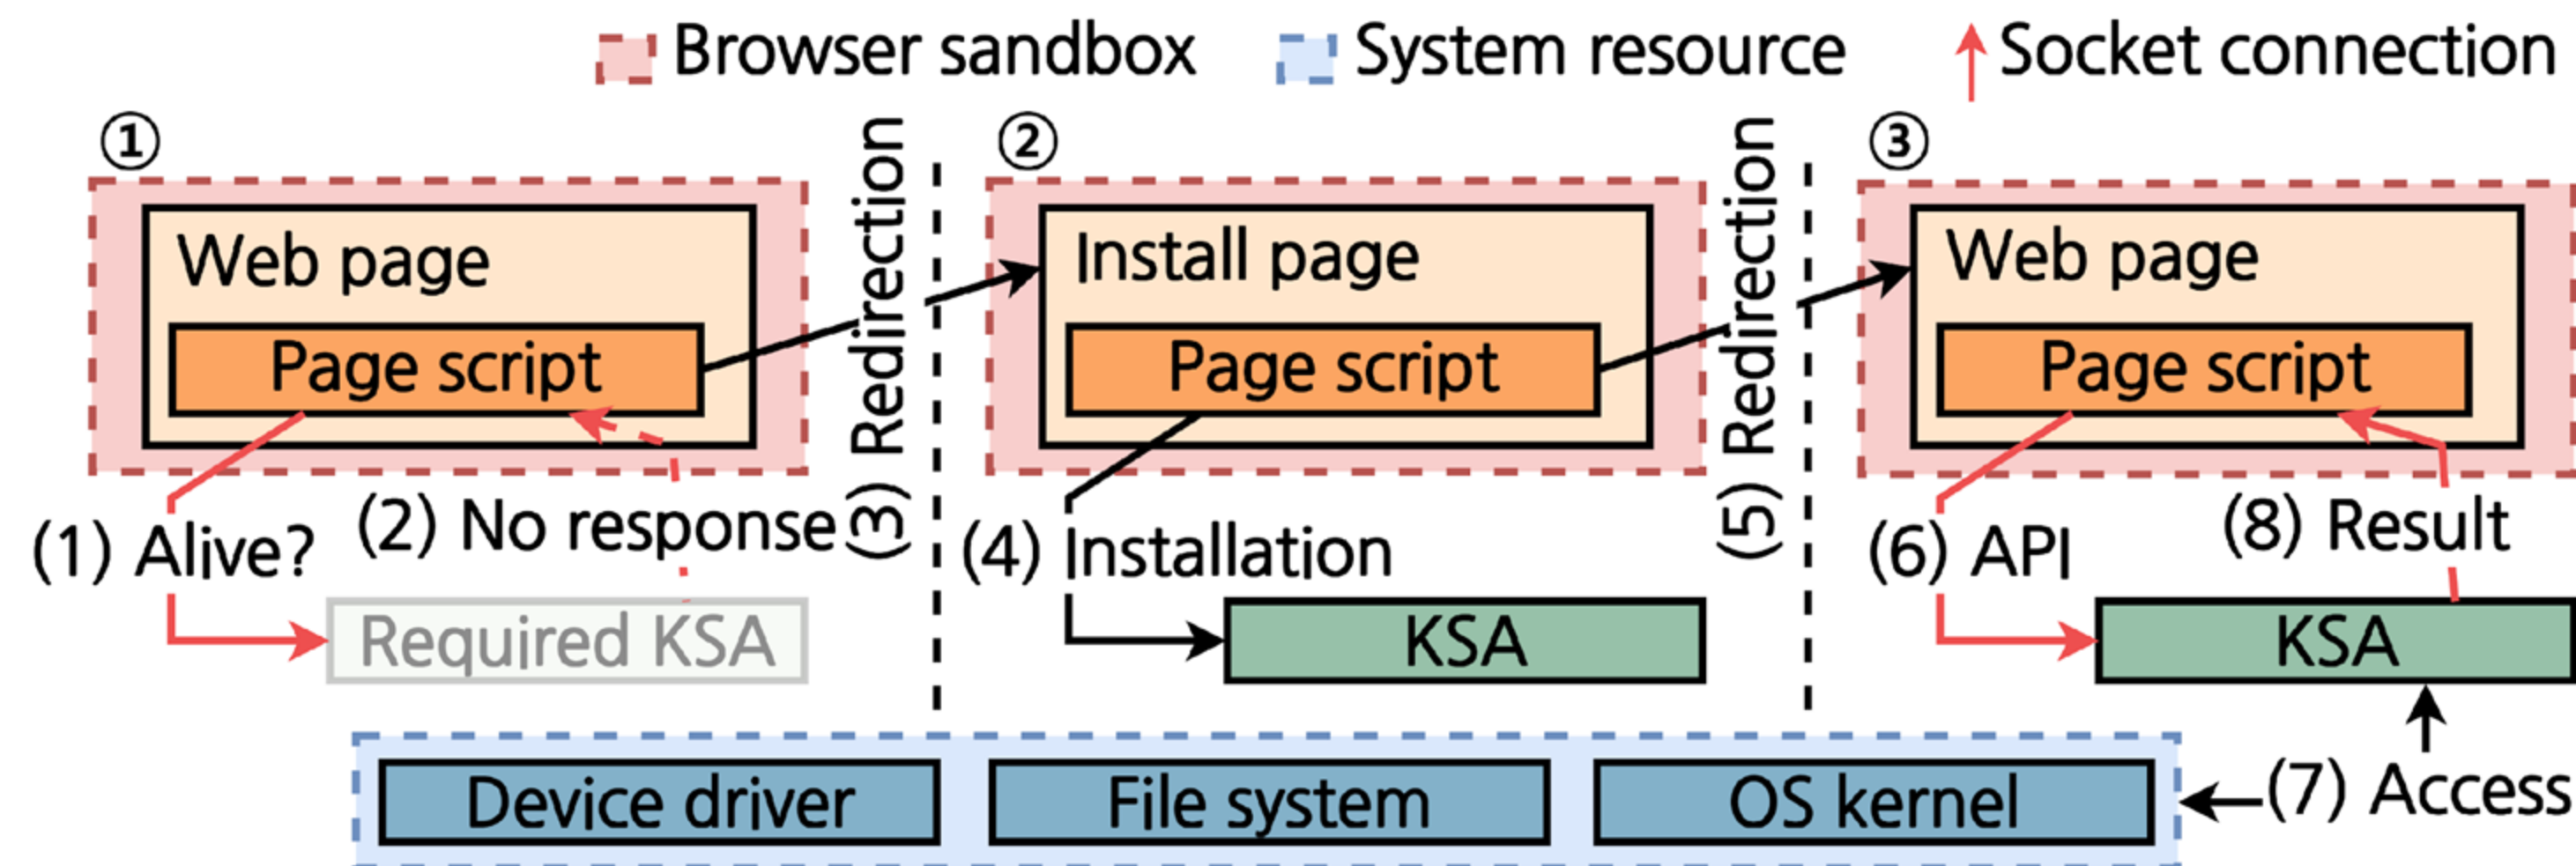 Browser sandbox
System resource
Socket connection
①
Web page
Page script
(1) Alive?
(2) No response
Required KSA
(3) Redirection
②
Install page
Page script
(4) Installation
KSA
(5) Redirection
③
Web page
Page script
(6) API
(8) Result
KSA
(7) Access
Device driver
File system
OS kernel